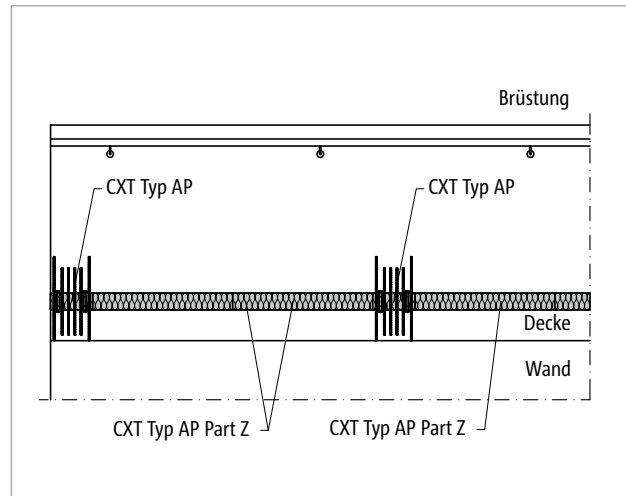 Brüstung
CXT Typ AP
CXT Typ AP
Decke
Wand
CXT Typ AP Part Z
CXT Typ AP Part Z